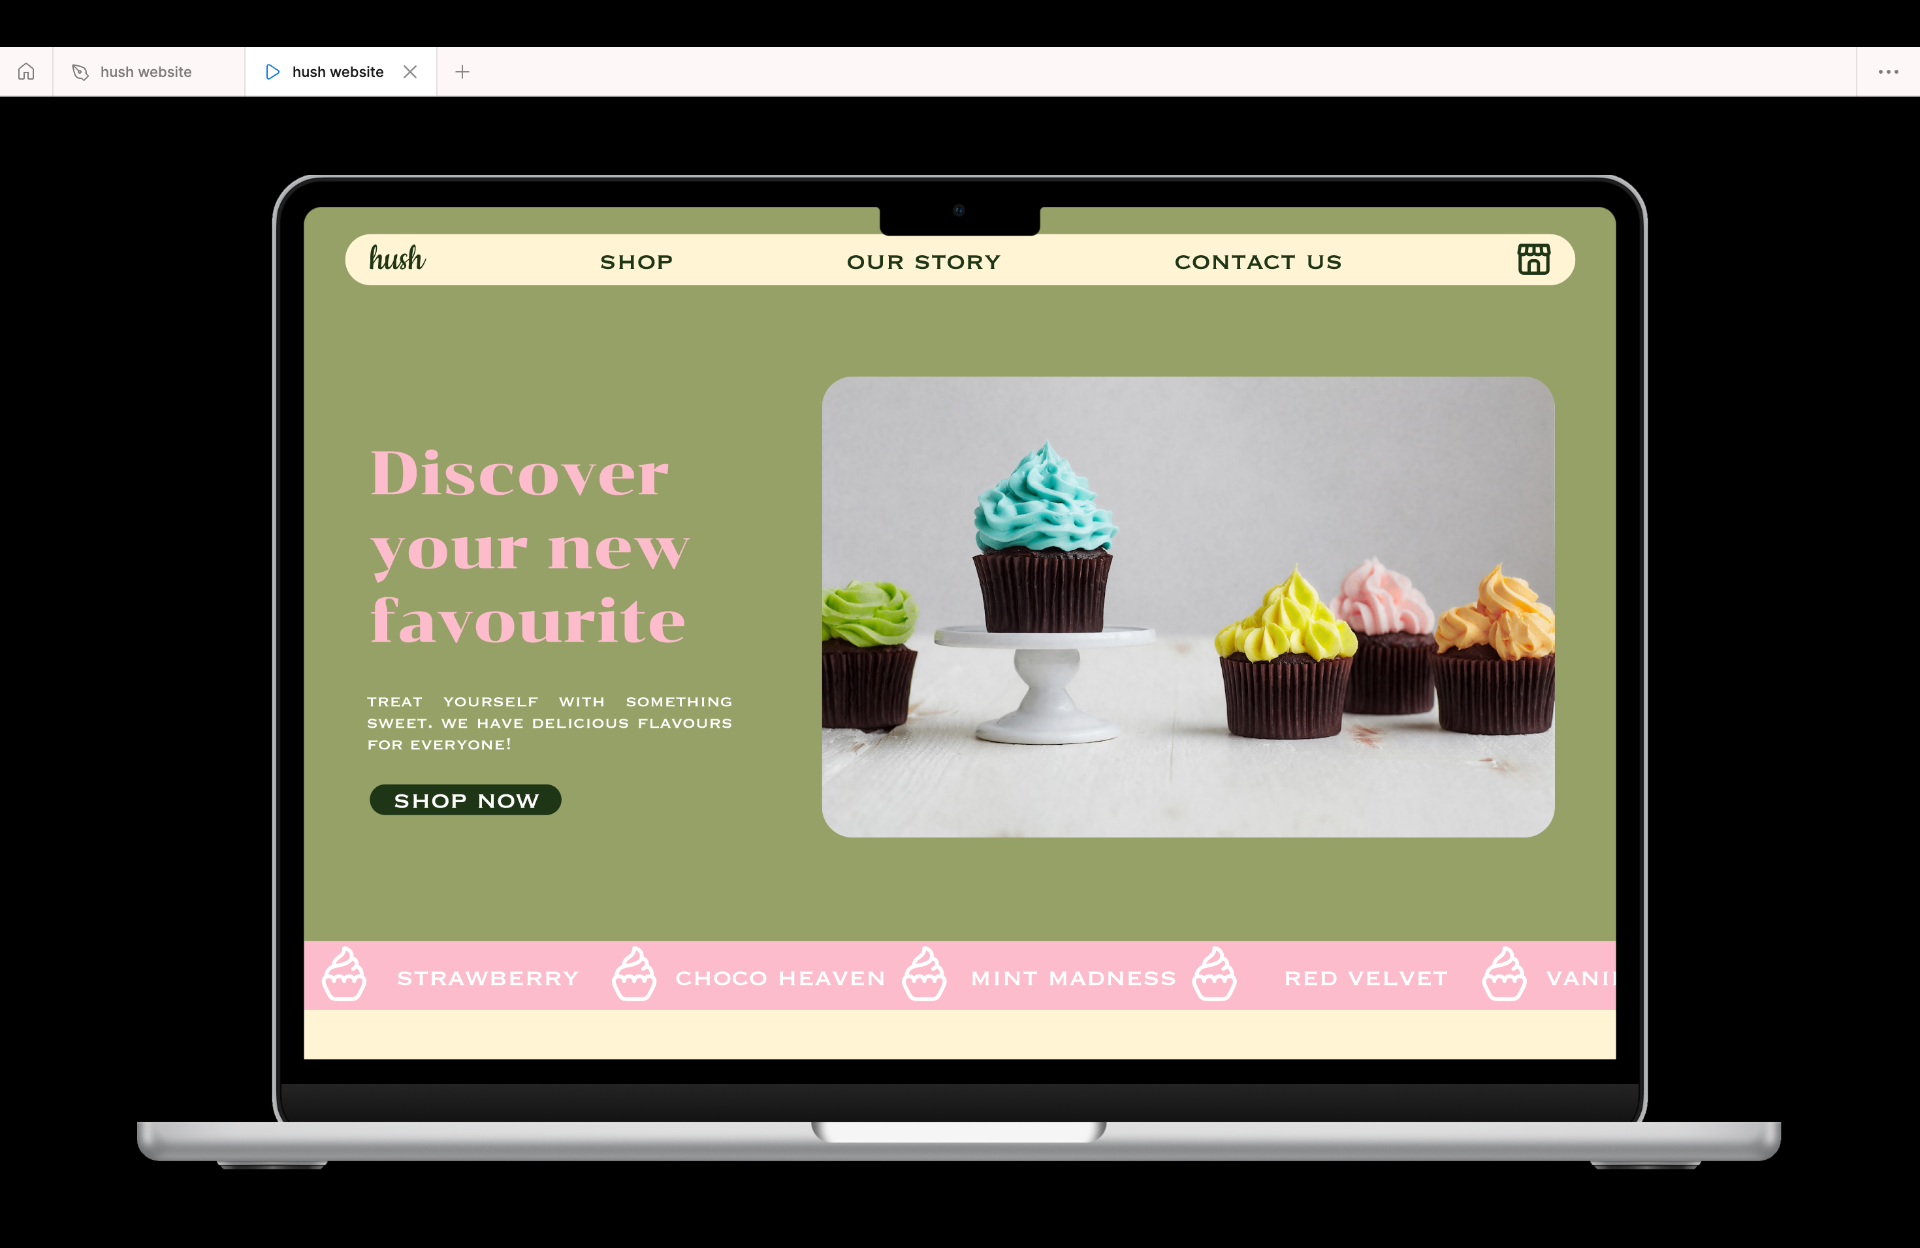 hush website
hush website
hush
SHOP
OUR STORY
CONTACT US
Discover
your new
favourite
TREAT YOURSELF WITH SOMETHING
SWEET. WE HAVE DELICIOUS FLAVOURS
FOR EVERYONE!
SHOP NOW
STRAWBERRY
CHOCO HEAVEN
MINT MADNESS
RED VELVET
VANI